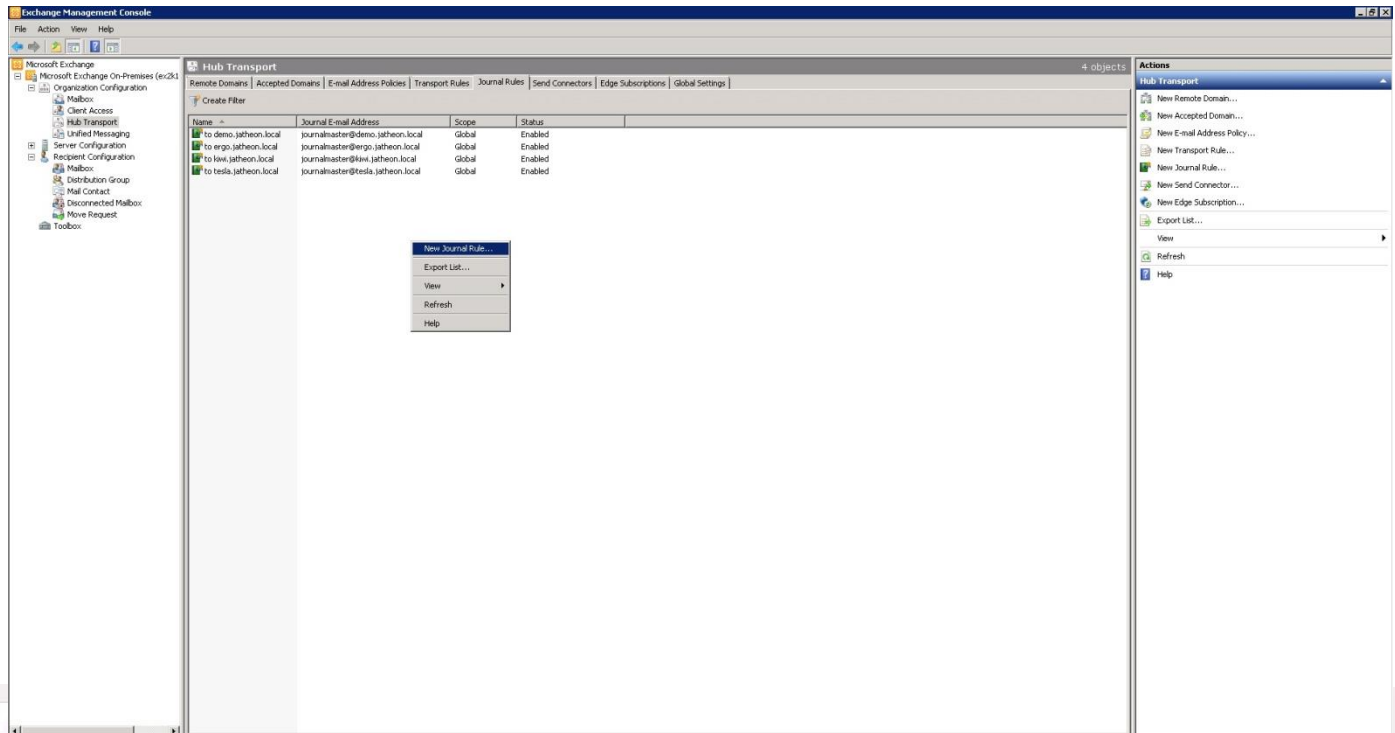 Exchange Management Console
File Action View Help
Microsoft Exchange
Microsoft Exchange On-Premises (ex2k1
Organization Configuration
Mailbox
Client Access
Hub Transport
Unified Messaging
Server Configuration
Recipient Configuration
Mailbox
Distribution Group
Mail Contact
Disconnected Mailbox
Move Request
Toolbox
Hub Transport 4 objects
Remote Domains Accepted Domains E-mail Address Policies Transport Rules Journal Rules Send Connectors Edge Subscriptions Global Settings
Create Filter
Name Journal E-mail Address Scope Status
to demo.jatheon.local journalmaster@demo.jatheon.local Global Enabled
to ergo.jatheon.local journalmaster@ergo.jatheon.local Global Enabled
to kiwi.jatheon.local journalmaster@kiwi.jatheon.local Global Enabled
to tesla.jatheon.local journalmaster@tesla.jatheon.local Global Enabled
New Journal Rule...
Export List...
View
Refresh
Help
Actions
Hub Transport
New Remote Domain...
New Accepted Domain...
New E-mail Address Policy...
New Transport Rule...
New Journal Rule...
New Send Connector...
New Edge Subscription...
Export List...
View
Refresh
Help